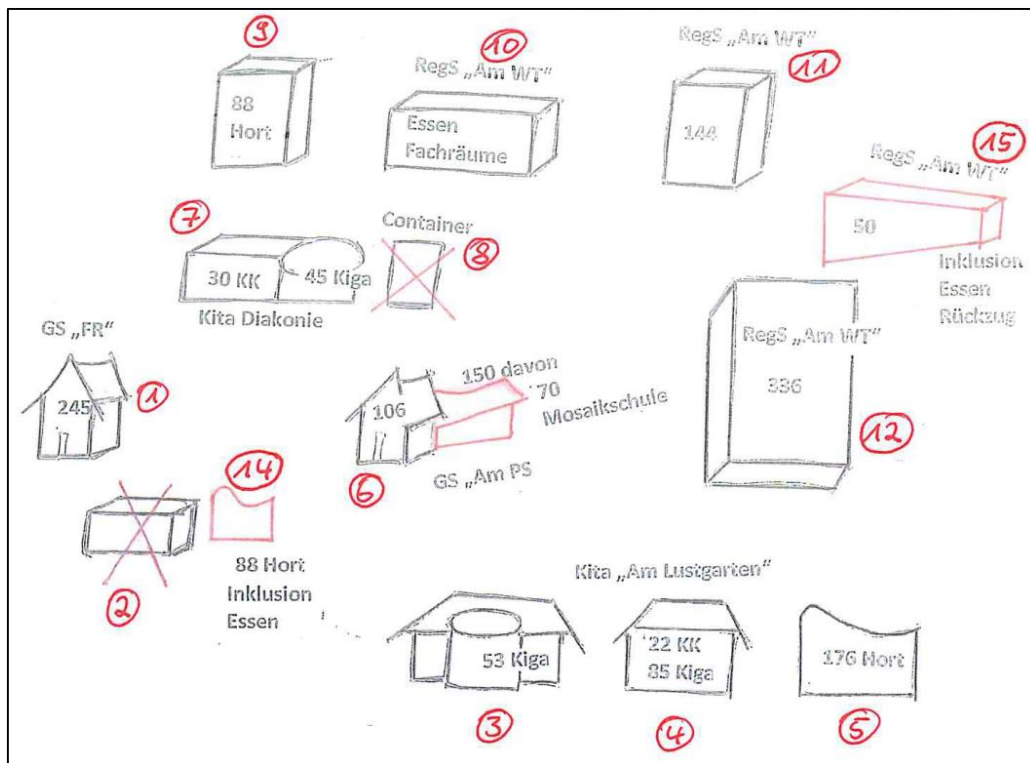 9
88
Hort
10
RegS „Am WT"
Essen
Fachräume
RegS „Am WT"
11
144
15
RegS „Am WT"
50
Inklusion
Essen
Rückzug
7
30 KK
45 Kiga
Kita Diakonie
Container
8
GS „FR"
245
1
106
150 davon
70
Mosaikschule
GS „Am PS
6
RegS „Am WT"
336
12
14
2
88 Hort
Inklusion
Essen
Kita „Am Lustgarten"
53 Kiga
22 KK
85 Kiga
176 Hort
3
4
5